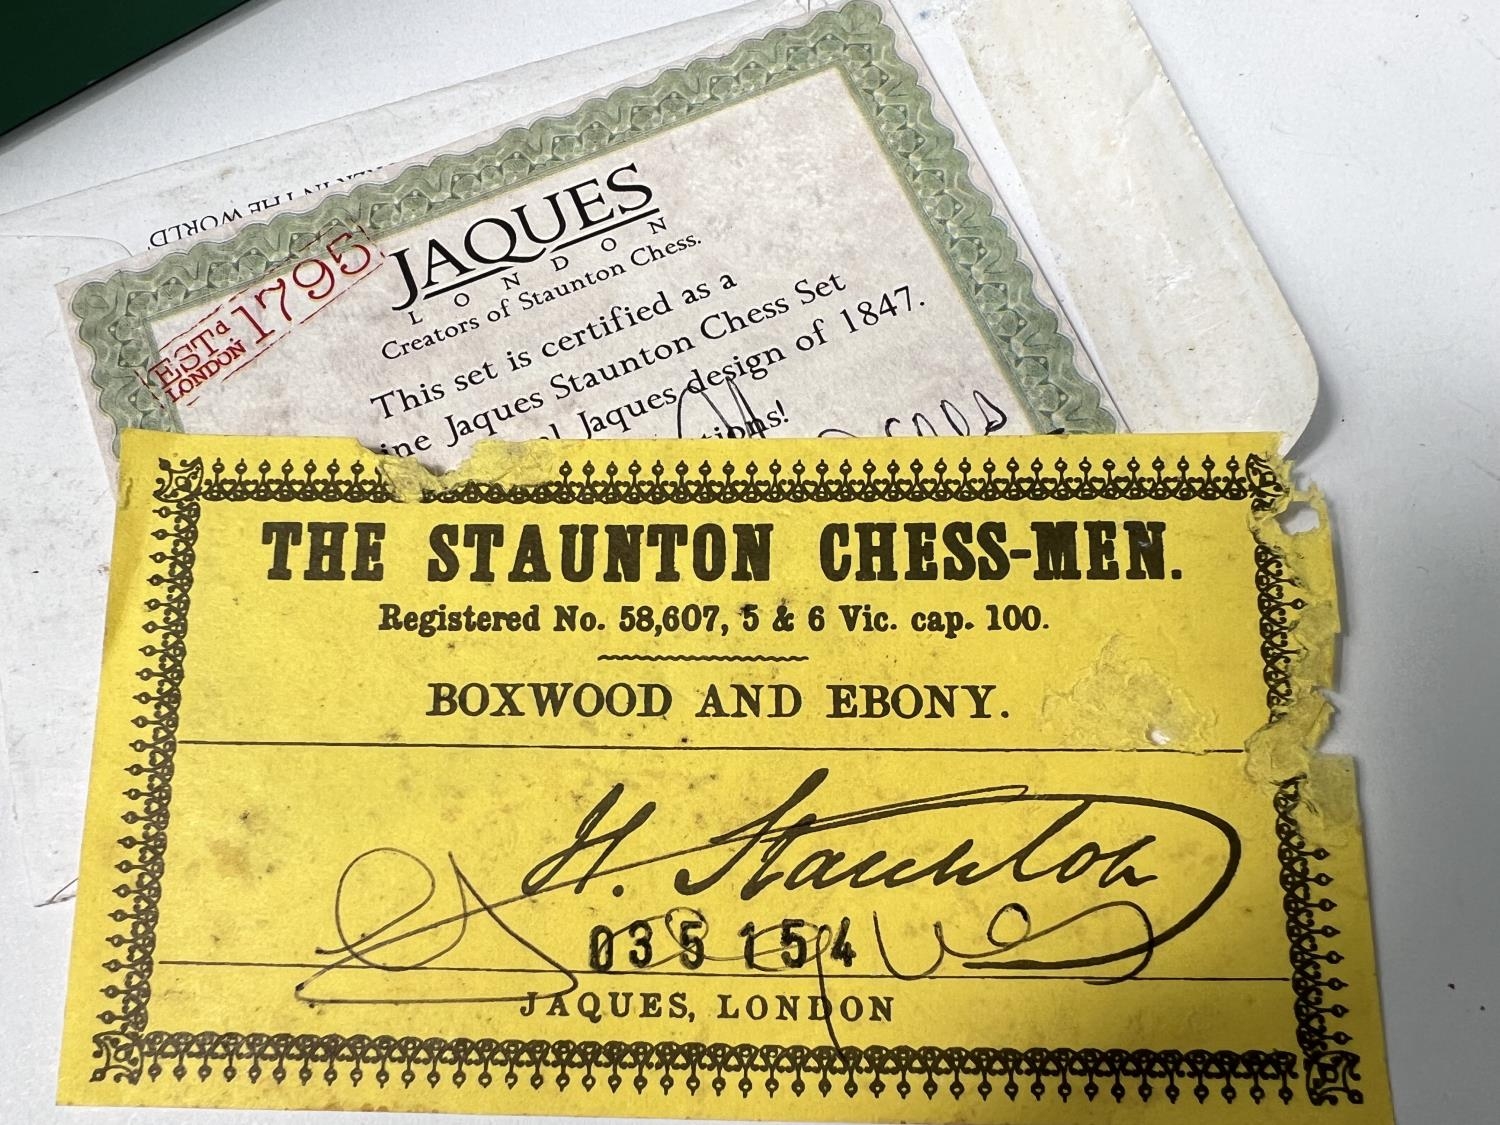 THE WORLD"
ESTd 1795
LONDON
JAQUES
LONDON
Creators of Staunton Chess.
This set is certified as a
Jaques Staunton Chess Set
Jaques design of 1847.
THE STAUNTON CHESS-MEN.
Registered No. 58,607, 5 & 6 Vic. cap. 100.
BOXWOOD AND EBONY.
H. Staunton
035154
JAQUES, LONDON